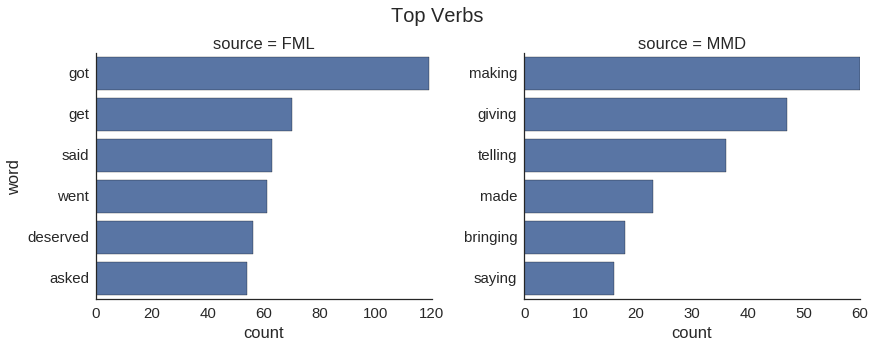 Top Verbs
source = FML
word
got
get
said
went
deserved
asked
0 20 40 60 80 100 120
count
source = MMD
making
giving
telling
made
bringing
saying
0 10 20 30 40 50 60
count